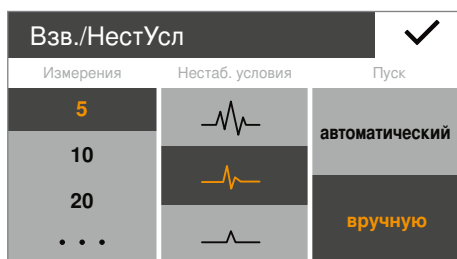 Взв./НестУсл
Измерения Нестаб. условия Пуск
5
автоматический
10
20
вручную
...